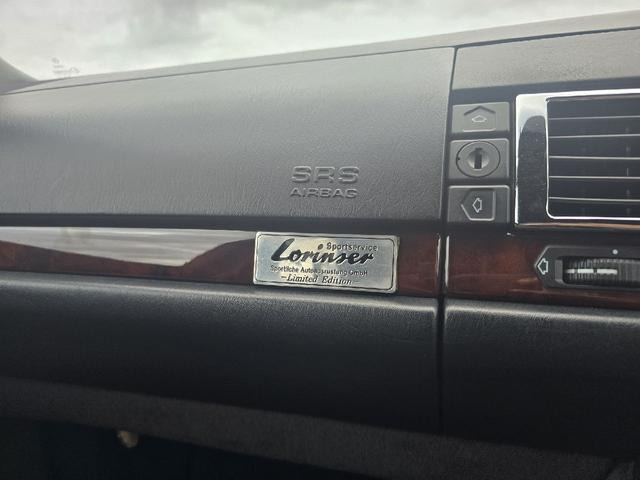 SRS
AIRBAG
Sportservice
Lorinser
Sportliche Autoausrüstung GmbH
-Limited Edition-